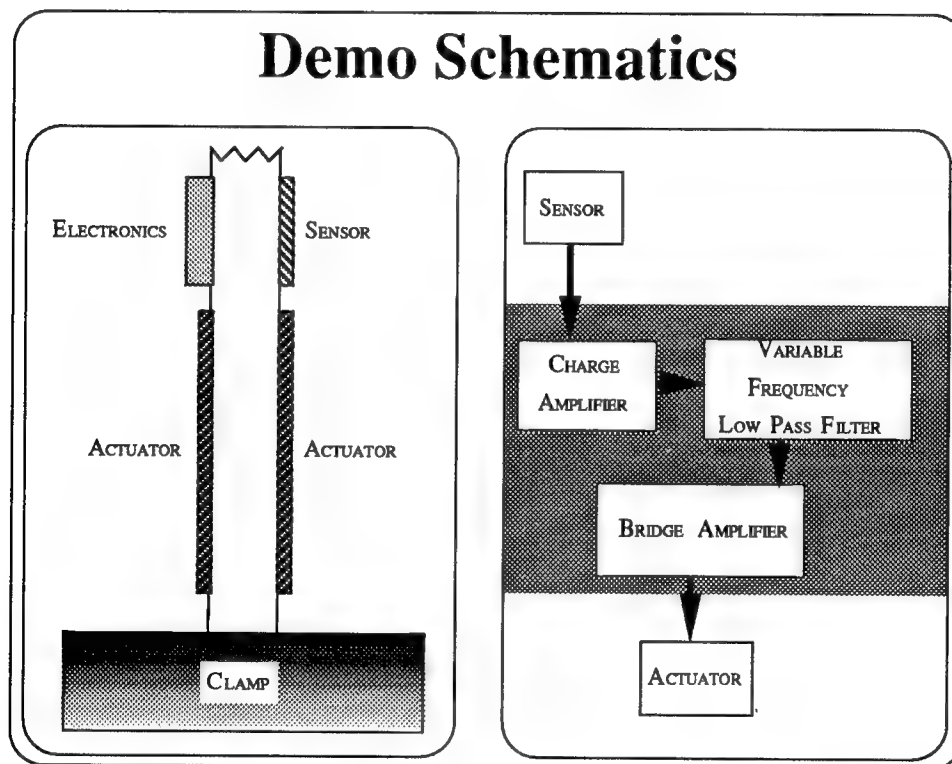 Demo Schematics
ELECTRONICS
SENSOR
ACTUATOR
ACTUATOR
CLAMP
SENSOR
CHARGE
AMPLIFIER
VARIABLE
FREQUENCY
LOW PASS FILTER
BRIDGE AMPLIFIER
ACTUATOR